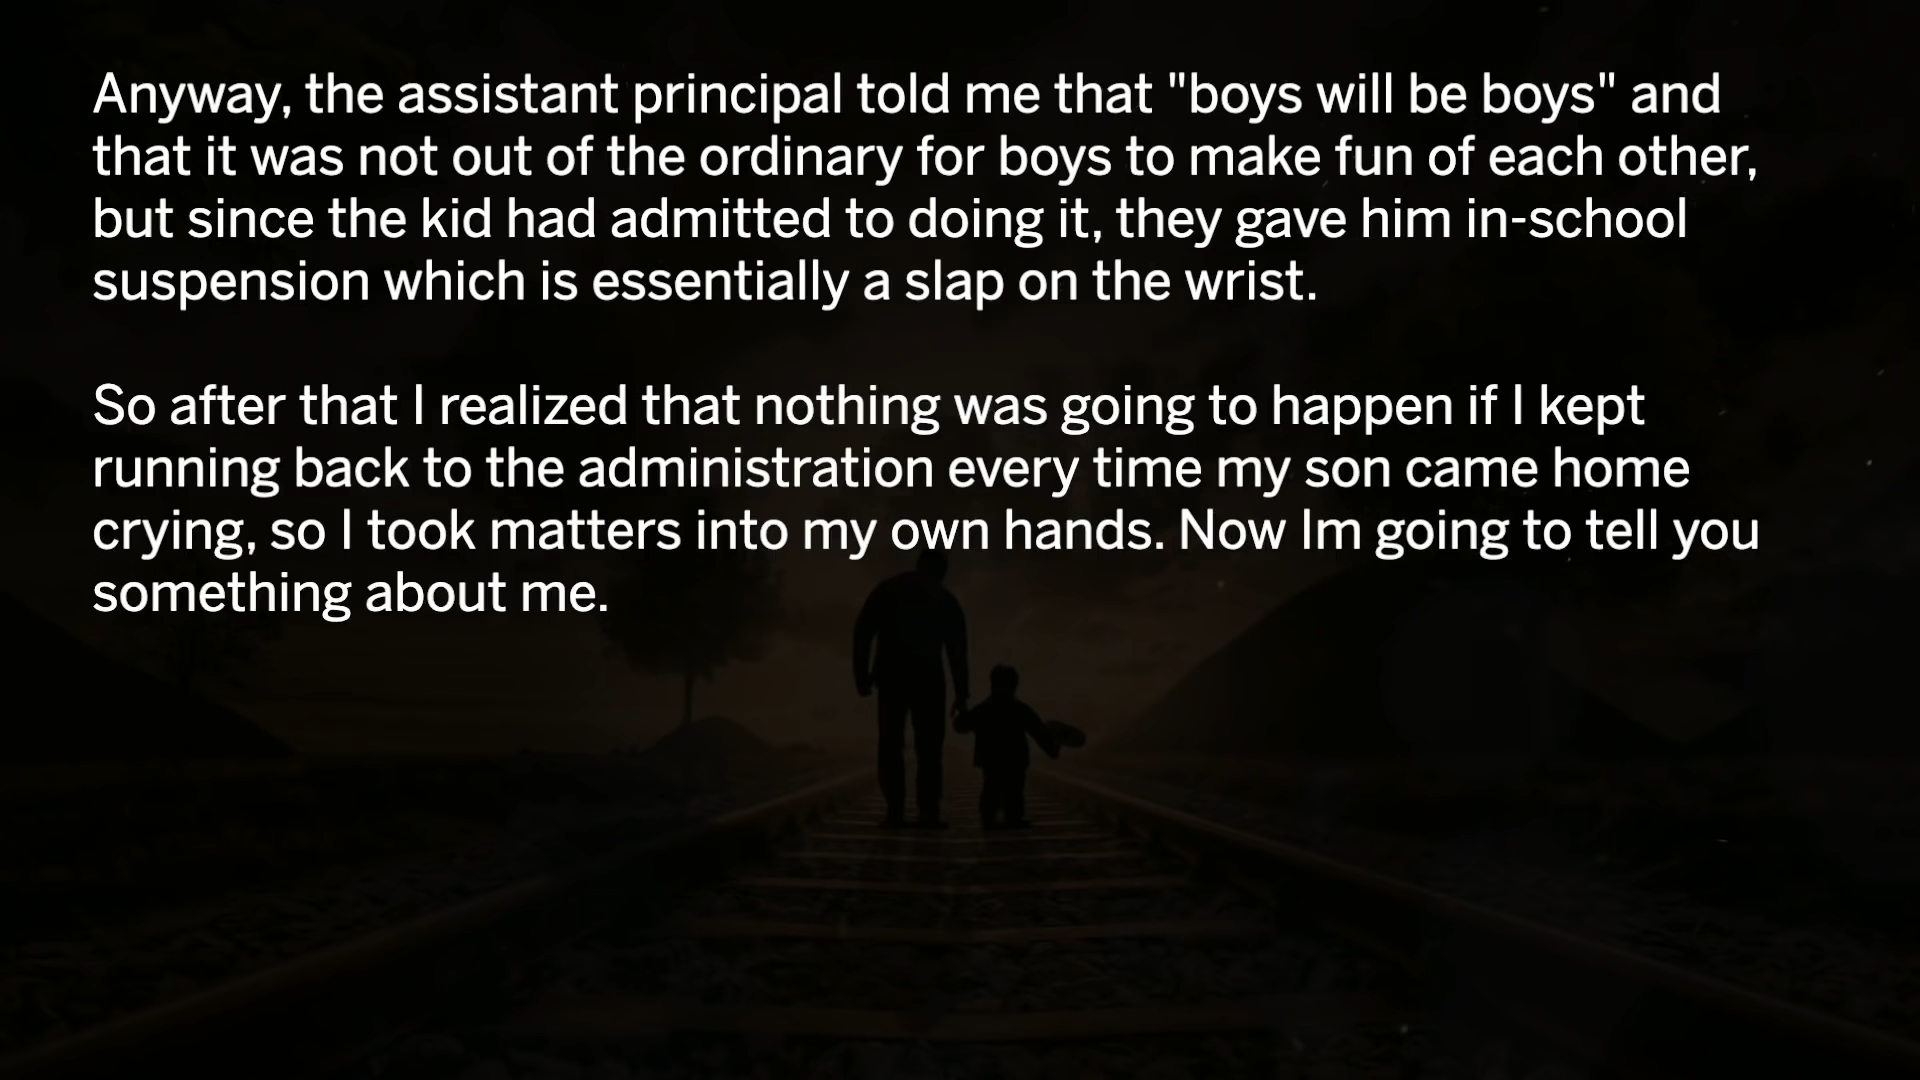 Anyway, the assistant principal told me that "boys will be boys" and
that it was not out of the ordinary for boys to make fun of each other,
but since the kid had admitted to doing it, they gave him in-school
suspension which is essentially a slap on the wrist.
So after that I realized that nothing was going to happen if I kept
running back to the administration every time my son came home
crying, so I took matters into my own hands. Now Im going to tell you
something about me.